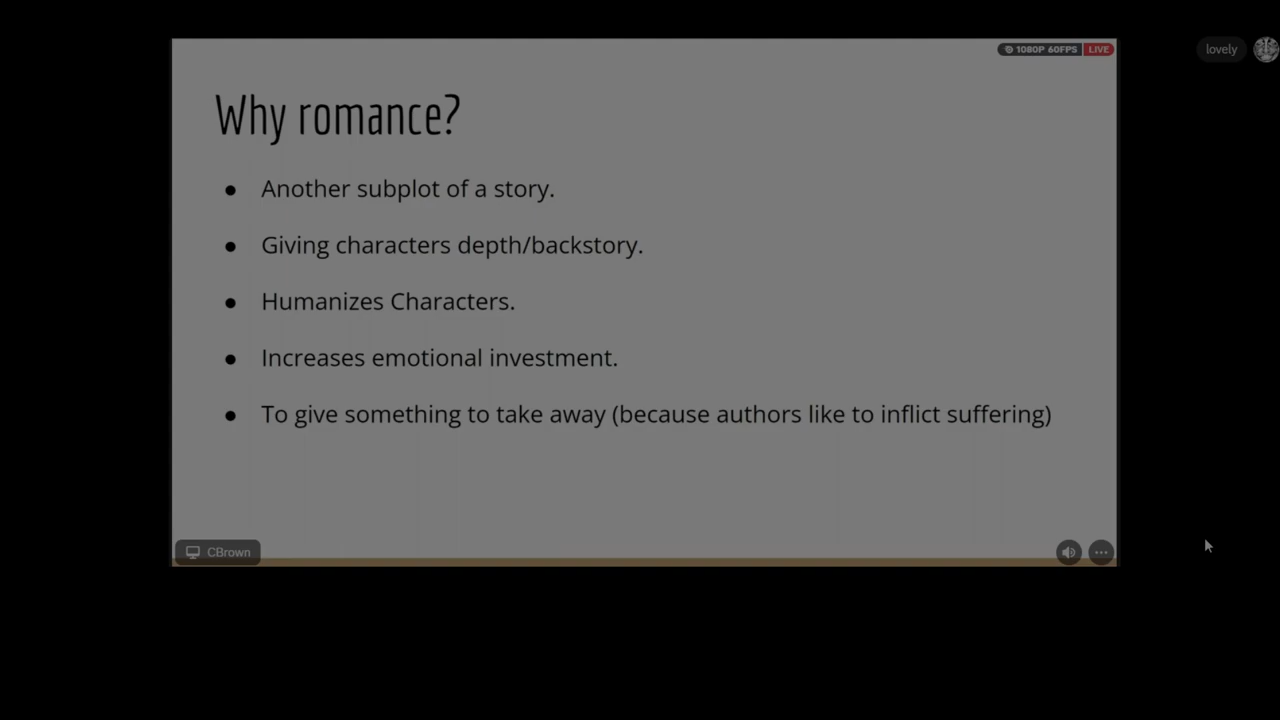 1080P 60FPS LIVE
lovely
Why romance?
● Another subplot of a story.
● Giving characters depth/backstory.
● Humanizes Characters.
● Increases emotional investment.
● To give something to take away (because authors like to inflict suffering)
CBrown